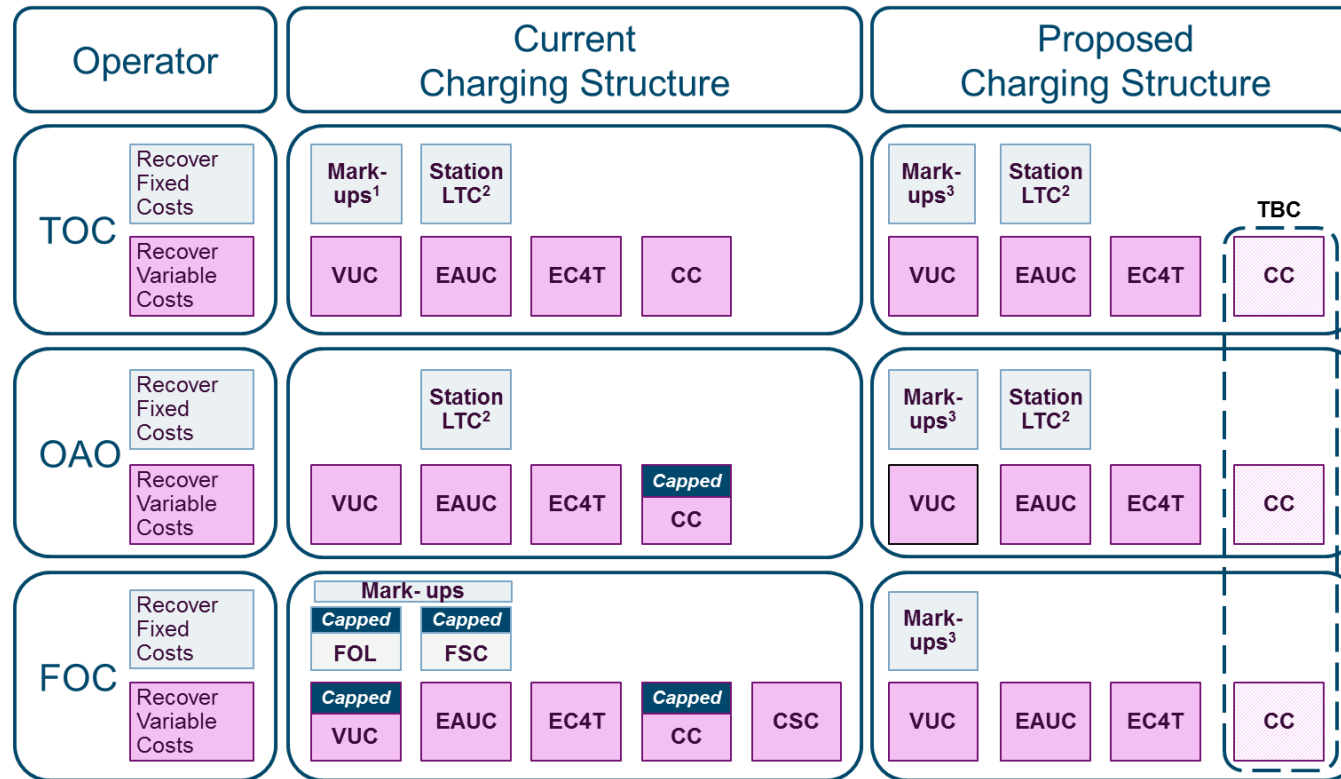 Operator
Current
Charging Structure
Proposed
Charging Structure
TOC
Recover
Fixed
Costs
Recover
Variable
Costs
Mark-
ups¹
Station
LTC²
VUC
EAUC
EC4T
CC
Mark-
ups³
Station
LTC²
TBC
VUC
EAUC
EC4T
CC
OAO
Recover
Fixed
Costs
Recover
Variable
Costs
Station
LTC²
VUC
EAUC
EC4T
Capped
CC
Mark-
ups³
Station
LTC²
VUC
EAUC
EC4T
CC
FOC
Recover
Fixed
Costs
Recover
Variable
Costs
Mark- ups
Capped
FOL
Capped
FSC
Capped
VUC
EAUC
EC4T
Capped
CC
CSC
Mark-
ups³
VUC
EAUC
EC4T
CC